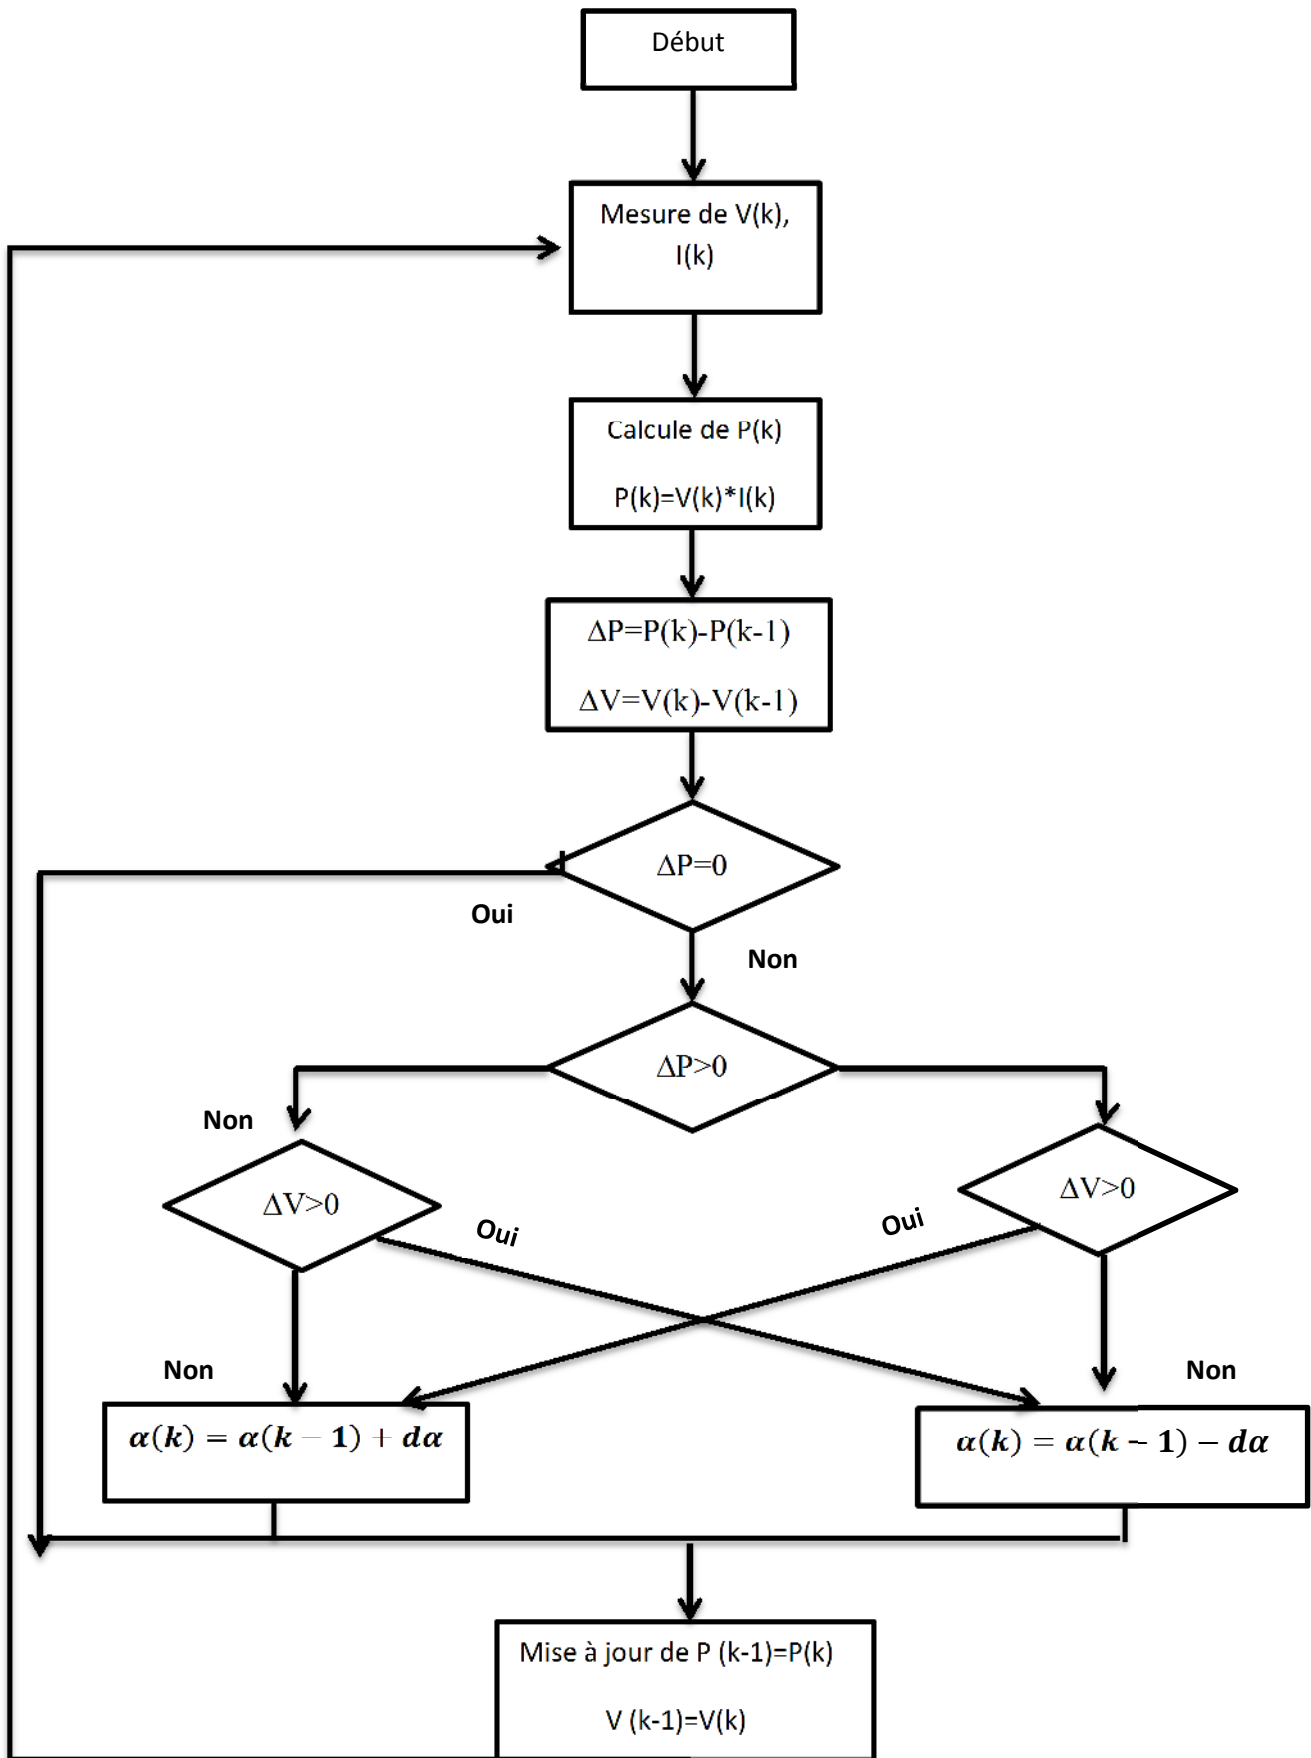 Début
Mesure de V(k),
I(k)
Calcule de P(k)
P(k)=V(k)*I(k)
ΔP=P(k)-P(k-1)
ΔV=V(k)-V(k-1)
ΔP=0
Oui
Non
ΔP>0
Non
ΔV>0
ΔV>0
Oui
Oui
Non
Non
α(k) = α(k − 1) + dα
α(k) = α(k − 1) − dα
Mise à jour de P (k-1)=P(k)
V (k-1)=V(k)